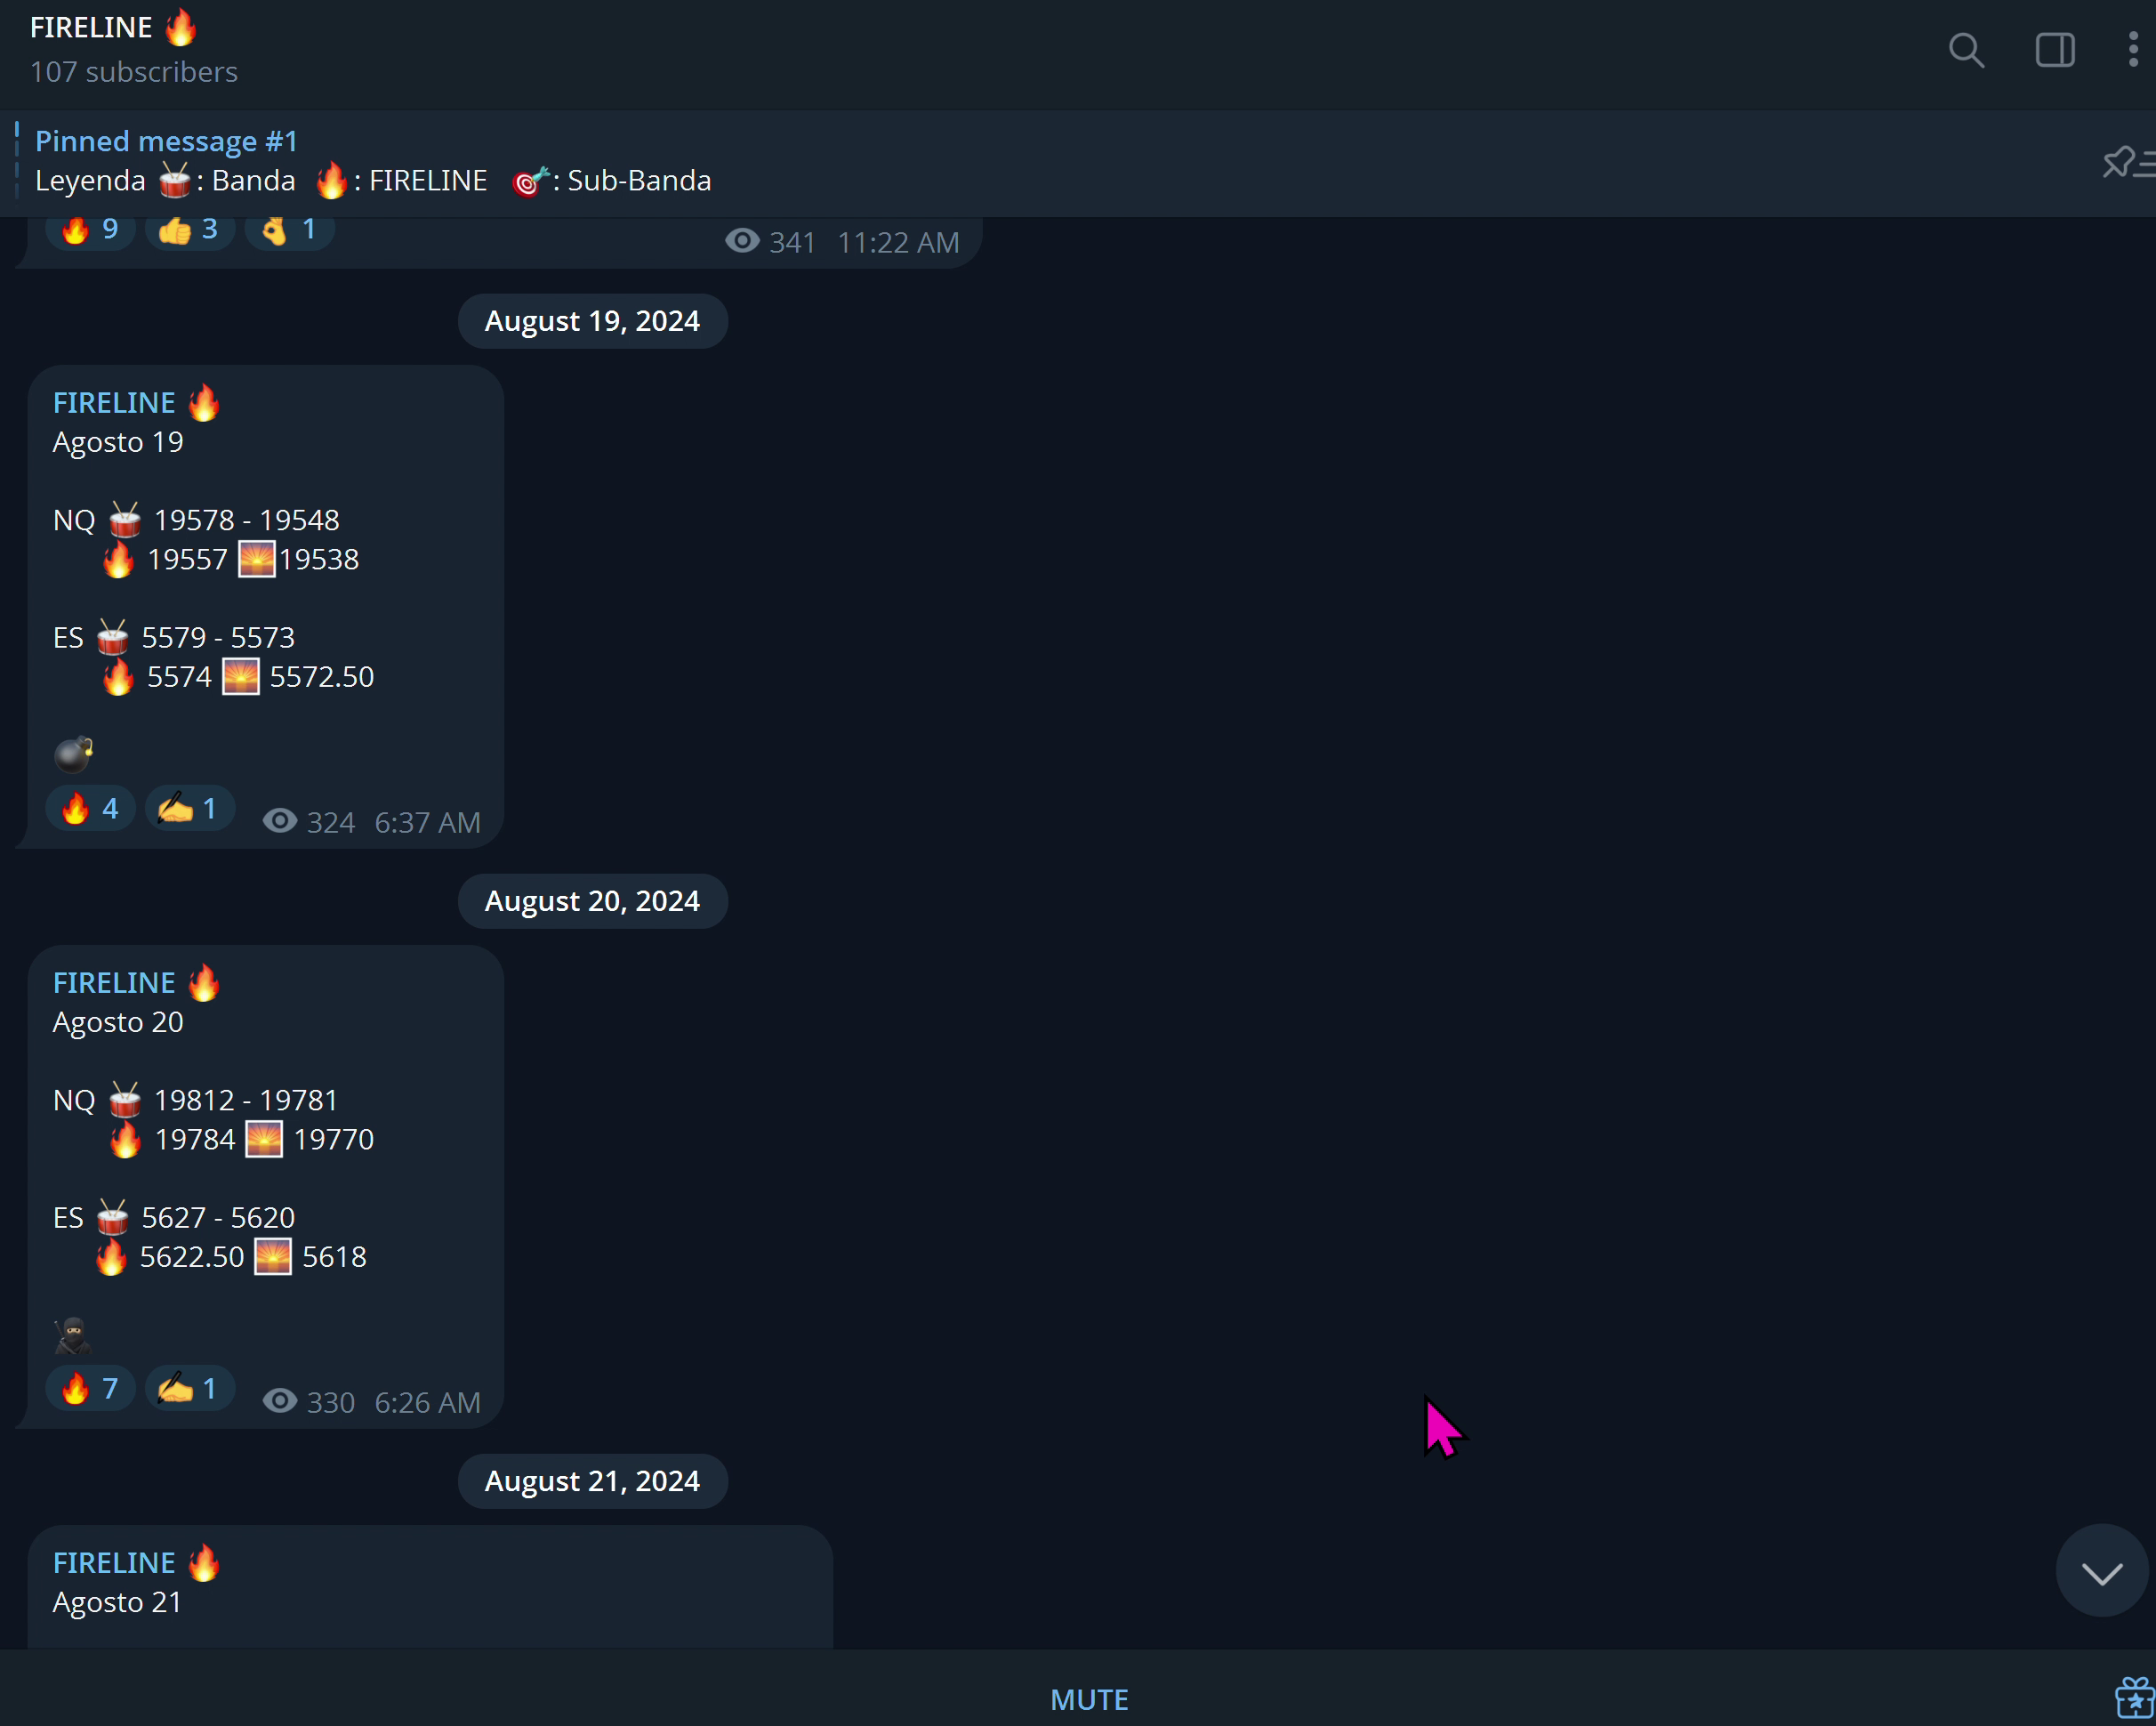 FIRELINE 🔥
107 subscribers
Pinned message #1
Leyenda 🥁: Banda 🔥: FIRELINE 🎯: Sub-Banda
🔥 9 👍 3 👌 1 341 11:22 AM
August 19, 2024
FIRELINE 🔥
Agosto 19
NQ 🥁 19578 - 19548
🔥 19557 🌅19538
ES 🥁 5579 - 5573
🔥 5574 🌅 5572.50
💣
🔥 4 ✍️ 1 324 6:37 AM
August 20, 2024
FIRELINE 🔥
Agosto 20
NQ 🥁 19812 - 19781
🔥 19784 🌅 19770
ES 🥁 5627 - 5620
🔥 5622.50 🌅 5618
🥷
🔥 7 ✍️ 1 330 6:26 AM
August 21, 2024
FIRELINE 🔥
Agosto 21
MUTE